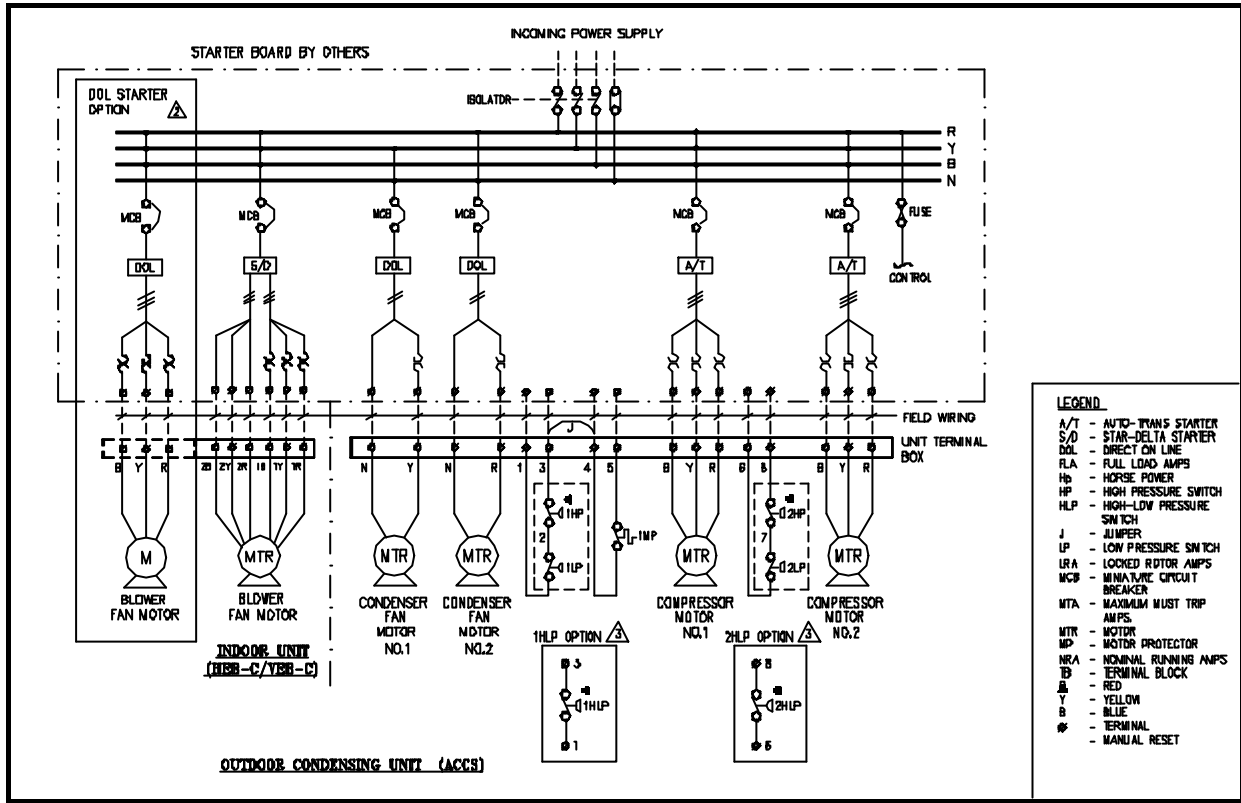 INCOMING POWER SUPPLY
STARTER BOARD BY OTHERS
DOL STARTER
OPTION 2
ISOLATOR
R
Y
B
N
MCB MCB MCB MCB MCB MCB FUSE
DOL S/D DOL DOL A/T A/T CONTROL
FIELD WIRING
J
UNIT TERMINAL
BOX
B Y R 2B 2Y 2R 1B 1Y 1R N Y N R 1 3 4 5 B Y R 6 8 B Y R
1HP 2HP
2 1MP 7
1LP 2LP
M MTR MTR MTR MTR MTR
BLOWER
FAN MOTOR
BLOWER
FAN MOTOR
CONDENSER
FAN
MOTOR
NO.1
CONDENSER
FAN
MOTOR
NO.2
COMPRESSOR
MOTOR
NO.1
COMPRESSOR
MOTOR
NO.2
INDOOR UNIT
(HEB-C/VEB-C)
1HLP OPTION 3
3
1HLP
1
2HLP OPTION 3
8
2HLP
6
OUTDOOR CONDENSING UNIT (ACCS)
LEGEND
A/T - AUTO-TRANS STARTER
S/D - STAR-DELTA STARTER
DOL - DIRECT ON LINE
FLA - FULL LOAD AMPS
Hp - HORSE POWER
HP - HIGH PRESSURE SWITCH
HLP - HIGH-LOW PRESSURE
SWITCH
J - JUMPER
LP - LOW PRESSURE SWITCH
LRA - LOCKED ROTOR AMPS
MCB - MINIATURE CIRCUIT
BREAKER
MTA - MAXIMUM MUST TRIP
AMPS.
MTR - MOTOR
MP - MOTOR PROTECTOR
NRA - NOMINAL RUNNING AMPS
TB - TERMINAL BLOCK
- RED
Y - YELLOW
B - BLUE
- TERMINAL
- MANUAL RESET